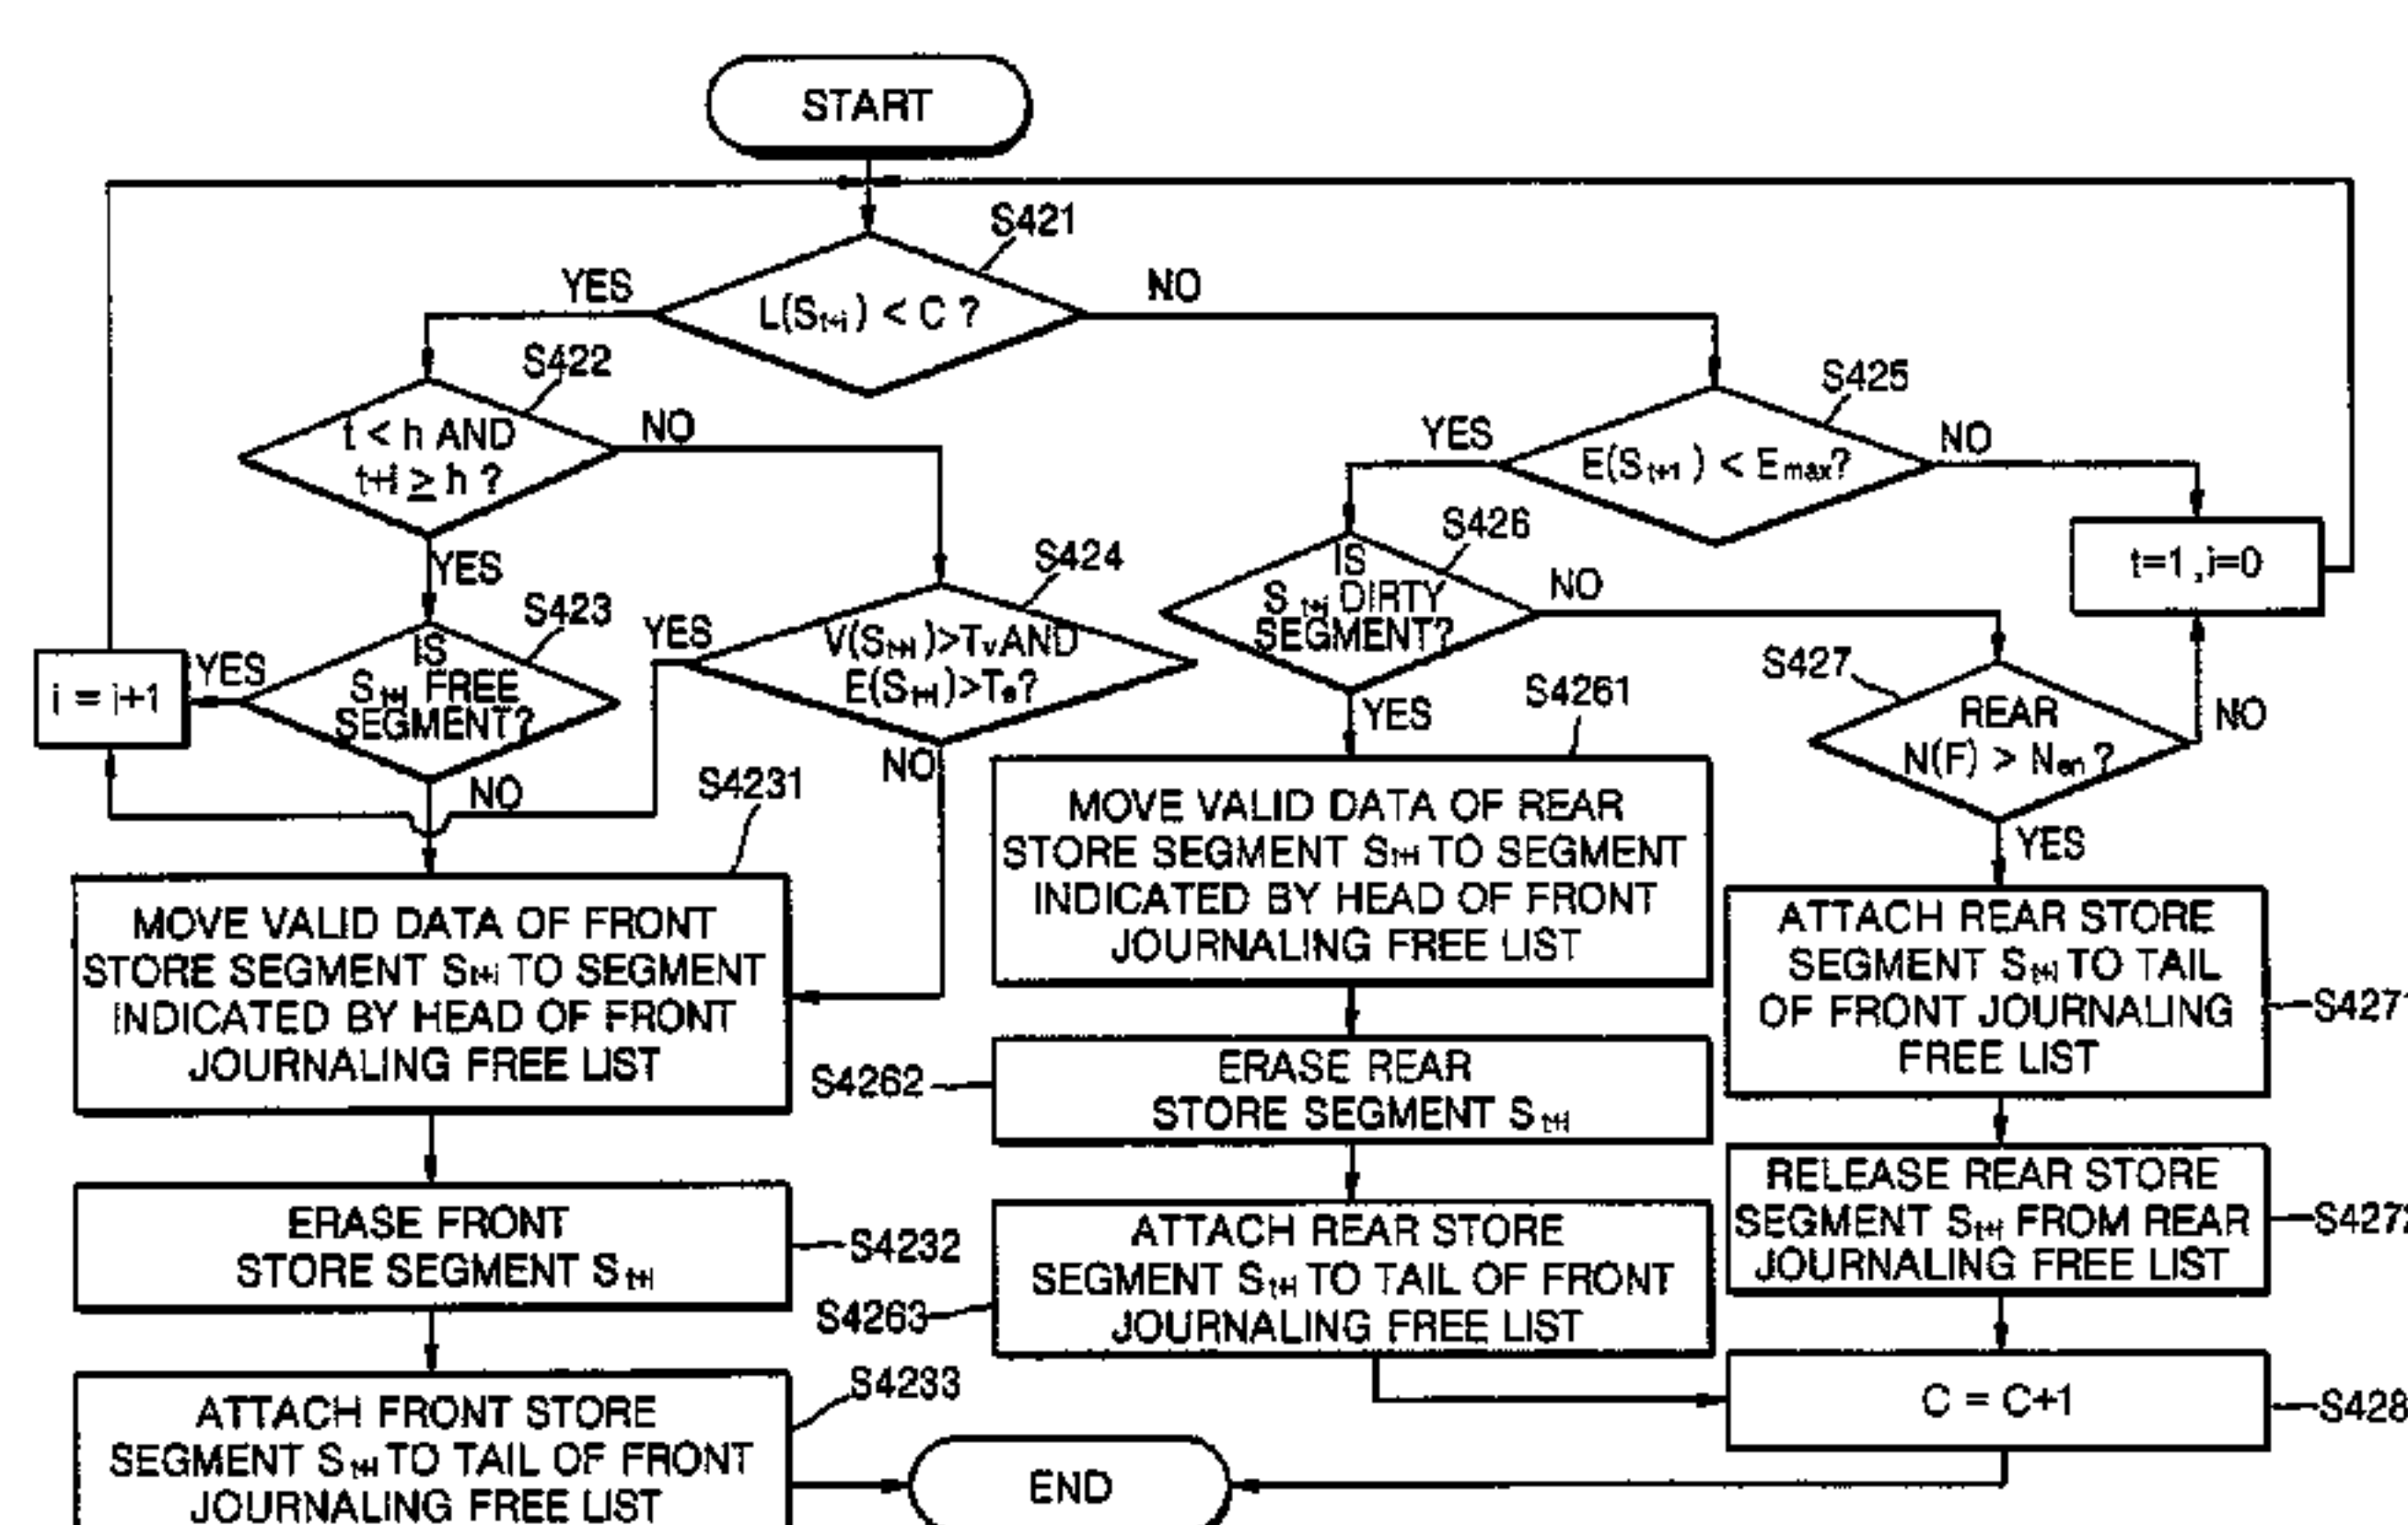 START
S421
YES
L(St+i) < C ?
NO
S422
t < h AND
t+i ≥ h ?
NO
YES
S425
YES
E(St+1) < Emax?
NO
t=1 , i=0
S423
IS
St+i FREE
SEGMENT?
YES
i = i+1
NO
S424
YES
V(St+i)>Tv AND
E(St+i)>Te?
NO
S426
IS
St+i DIRTY
SEGMENT?
NO
YES
S427
REAR
N(F) > Nen ?
NO
YES
S4231
MOVE VALID DATA OF FRONT
STORE SEGMENT St+i TO SEGMENT
INDICATED BY HEAD OF FRONT
JOURNALING FREE LIST
S4261
MOVE VALID DATA OF REAR
STORE SEGMENT St+i TO SEGMENT
INDICATED BY HEAD OF FRONT
JOURNALING FREE LIST
ATTACH REAR STORE
SEGMENT St+i TO TAIL
OF FRONT JOURNALING
FREE LIST
S4271
S4262
ERASE REAR
STORE SEGMENT St+i
RELEASE REAR STORE
SEGMENT St+i FROM REAR
JOURNALING FREE LIST
S4272
ERASE FRONT
STORE SEGMENT St+i
S4232
S4263
ATTACH REAR STORE
SEGMENT St+i TO TAIL OF FRONT
JOURNALING FREE LIST
C = C+1
S428
ATTACH FRONT STORE
SEGMENT St+i TO TAIL OF FRONT
JOURNALING FREE LIST
S4233
END